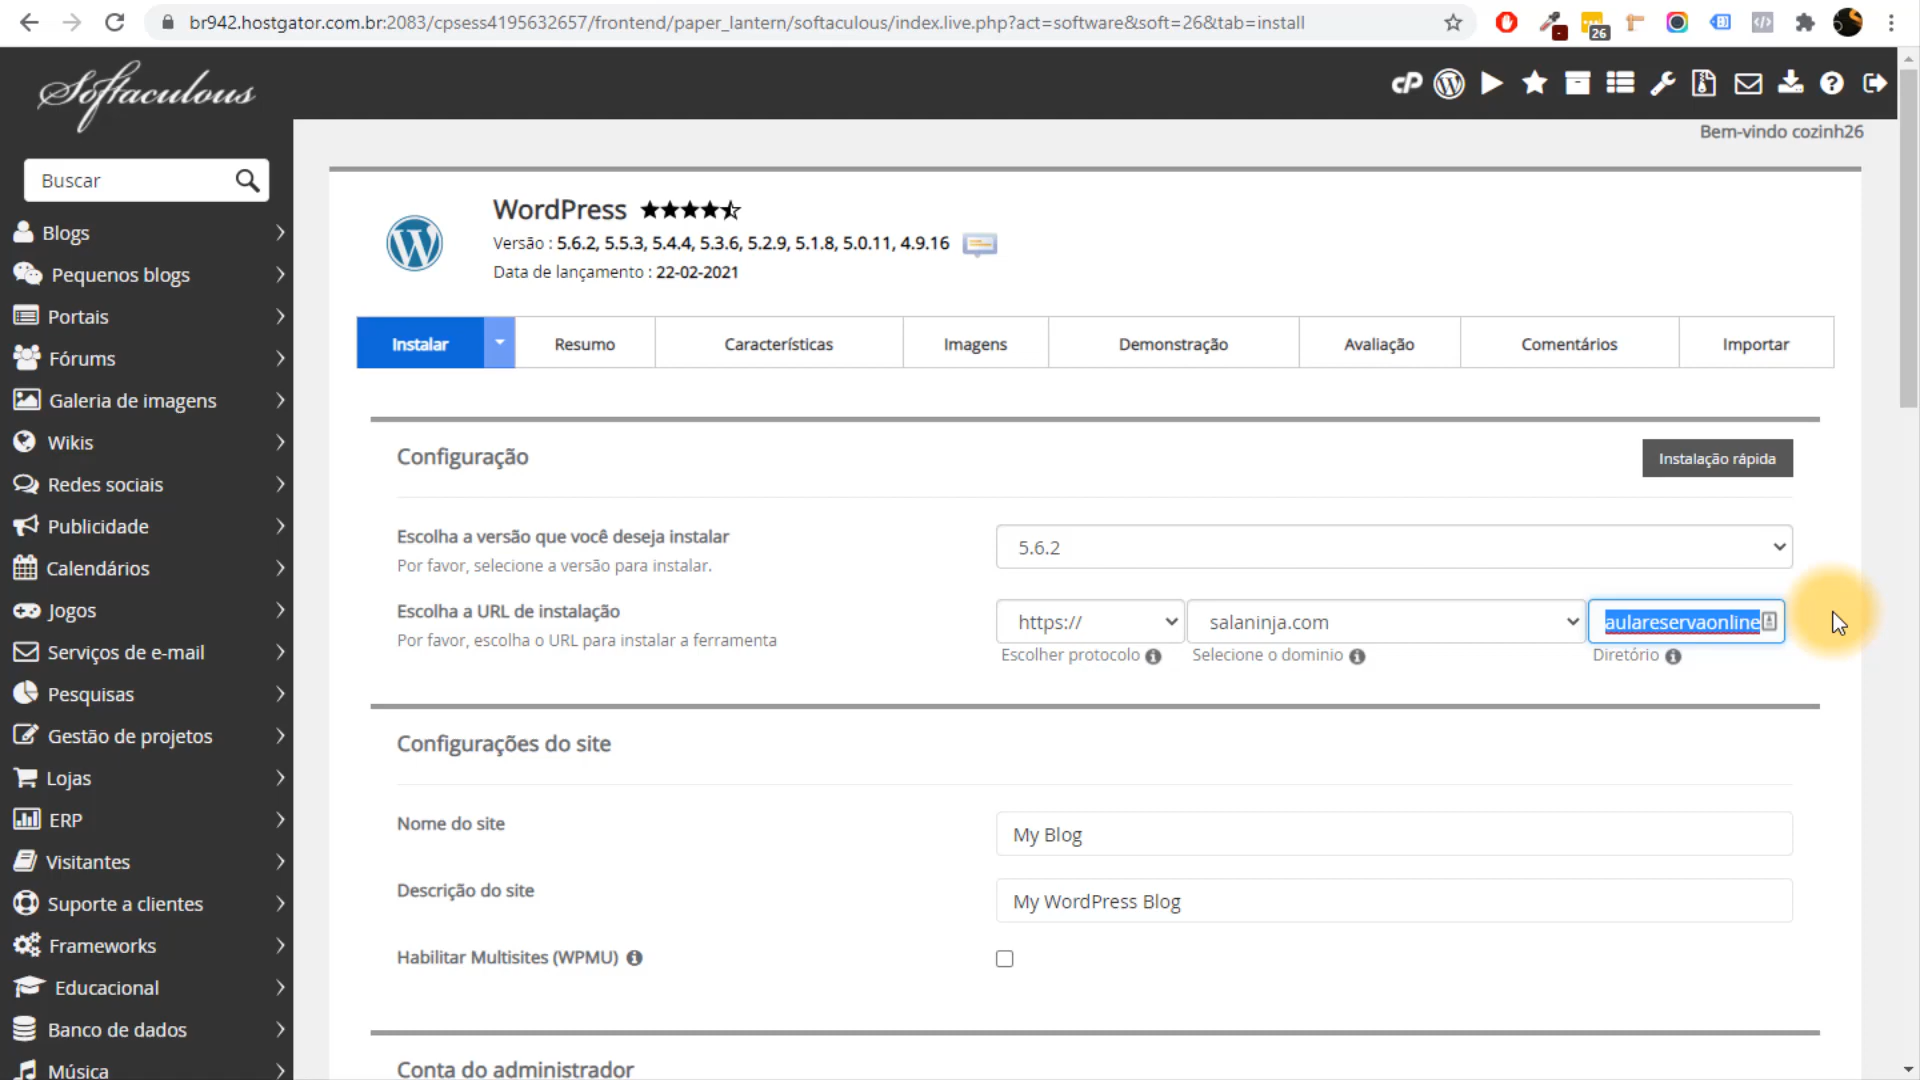 br942.hostgator.com.br:2083/cpsess4195632657/frontend/paper_lantern/softaculous/index.live.php?act=software&soft=26&tab=install
26
Softaculous
cP
Bem-vindo cozinh26
Buscar
Blogs
Pequenos blogs
Portais
Fórums
Galeria de imagens
Wikis
Redes sociais
Publicidade
Calendários
Jogos
Serviços de e-mail
Pesquisas
Gestão de projetos
Lojas
ERP
Visitantes
Suporte a clientes
Frameworks
Educacional
Banco de dados
Música
WordPress
Versão : 5.6.2, 5.5.3, 5.4.4, 5.3.6, 5.2.9, 5.1.8, 5.0.11, 4.9.16
Data de lançamento : 22-02-2021
Instalar
Resumo
Características
Imagens
Demonstração
Avaliação
Comentários
Importar
Configuração
Instalação rápida
Escolha a versão que você deseja instalar
Por favor, selecione a versão para instalar.
5.6.2
Escolha a URL de instalação
Por favor, escolha o URL para instalar a ferramenta
https://
salaninja.com
aulareservaonline
Escolher protocolo
Selecione o dominio
Diretório
Configurações do site
Nome do site
My Blog
Descrição do site
My WordPress Blog
Habilitar Multisites (WPMU)
Conta do administrador